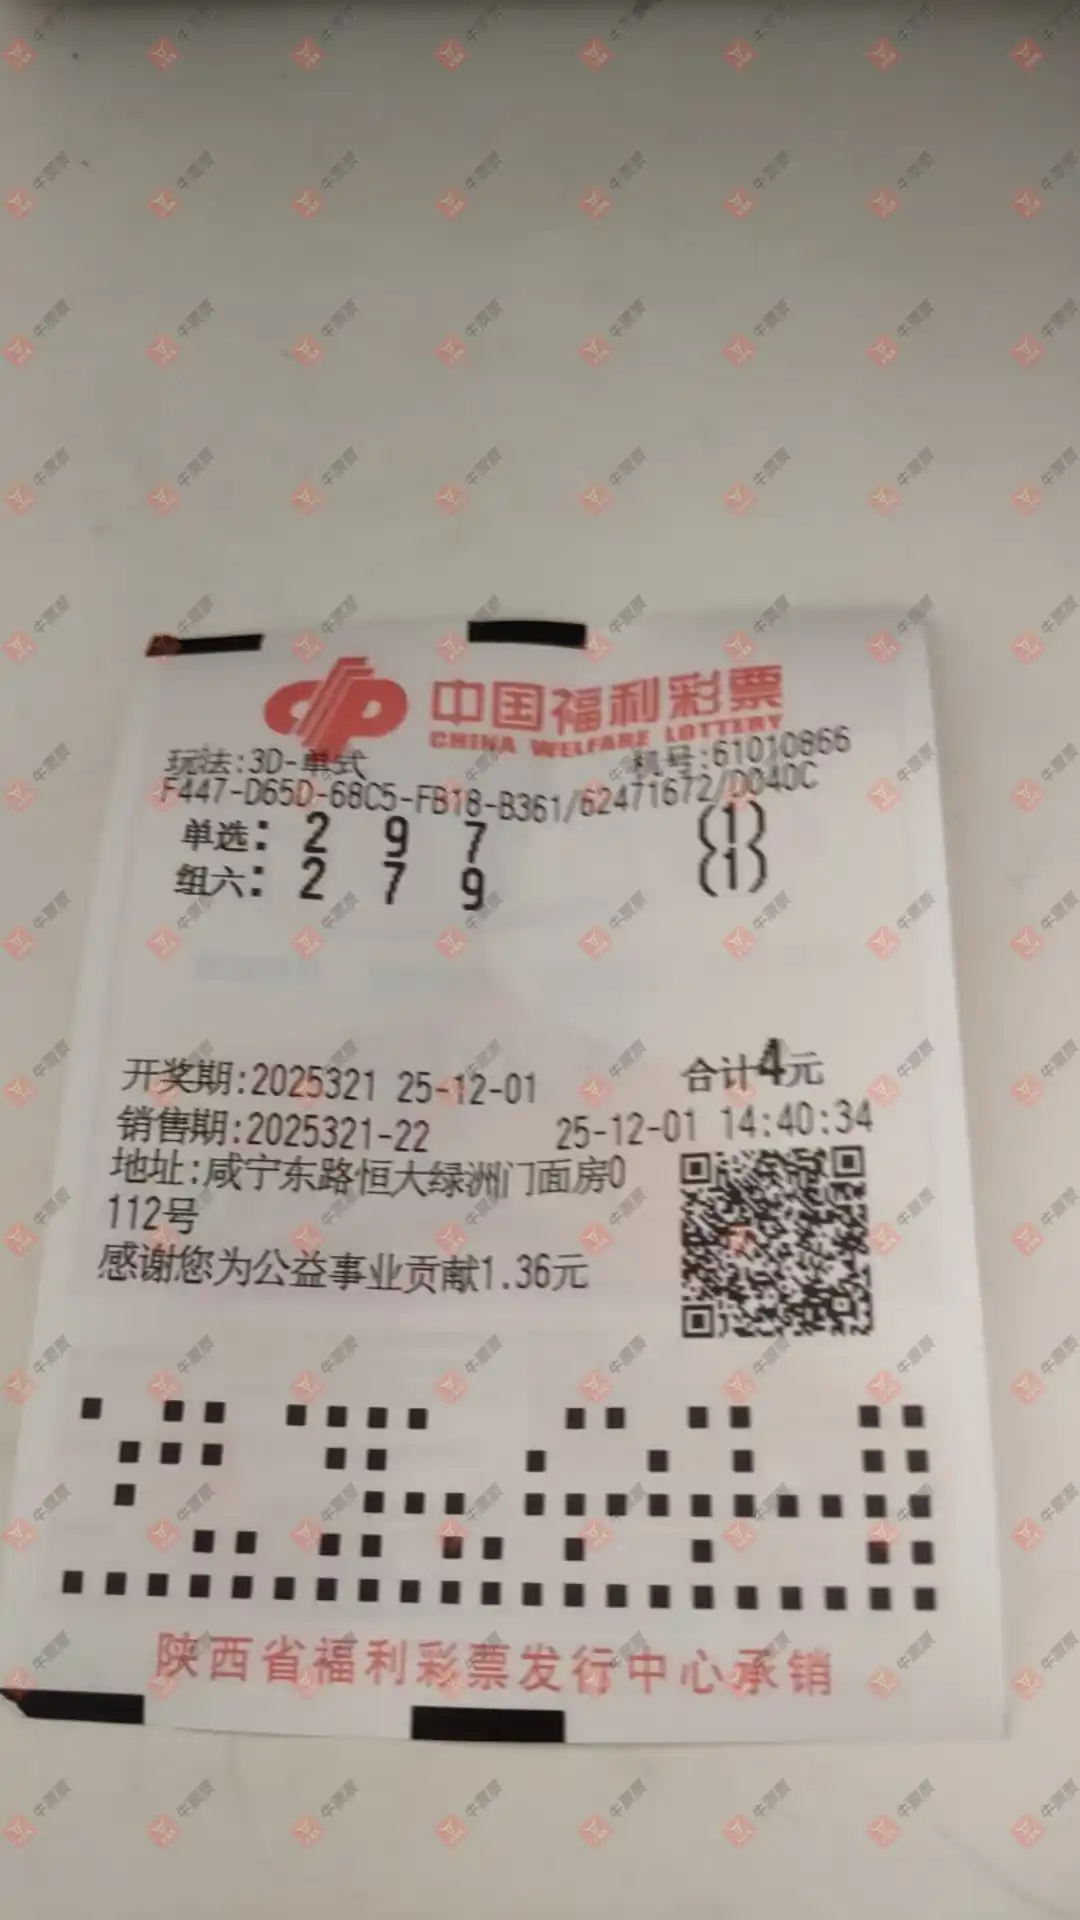 中国福利彩票
CHINA WELFARE LOTTERY
玩法:3D-单式 机号:61010866
F447-D65D-68C5-FB18-B361/62471672/D040C
单选: 2 9 7 (1)
组六: 2 7 9 (1)
开奖期:2025321 25-12-01 合计4元
销售期:2025321-22 25-12-01 14:40:34
地址:咸宁东路恒大绿洲门面房0
112号
感谢您为公益事业贡献1.36元
陕西省福利彩票发行中心承销
牛票票